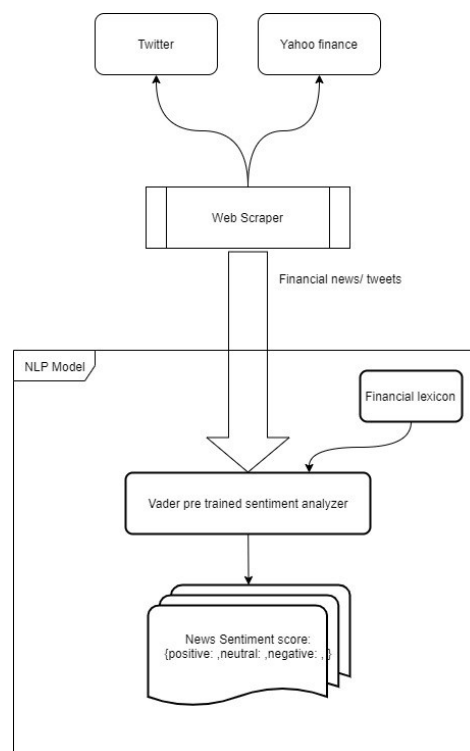 Twitter
Yahoo finance
Web Scraper
Financial news/ tweets
NLP Model
Financial lexicon
Vader pre trained sentiment analyzer
News Sentiment score:
{positive: ,neutral: ,negative: , }